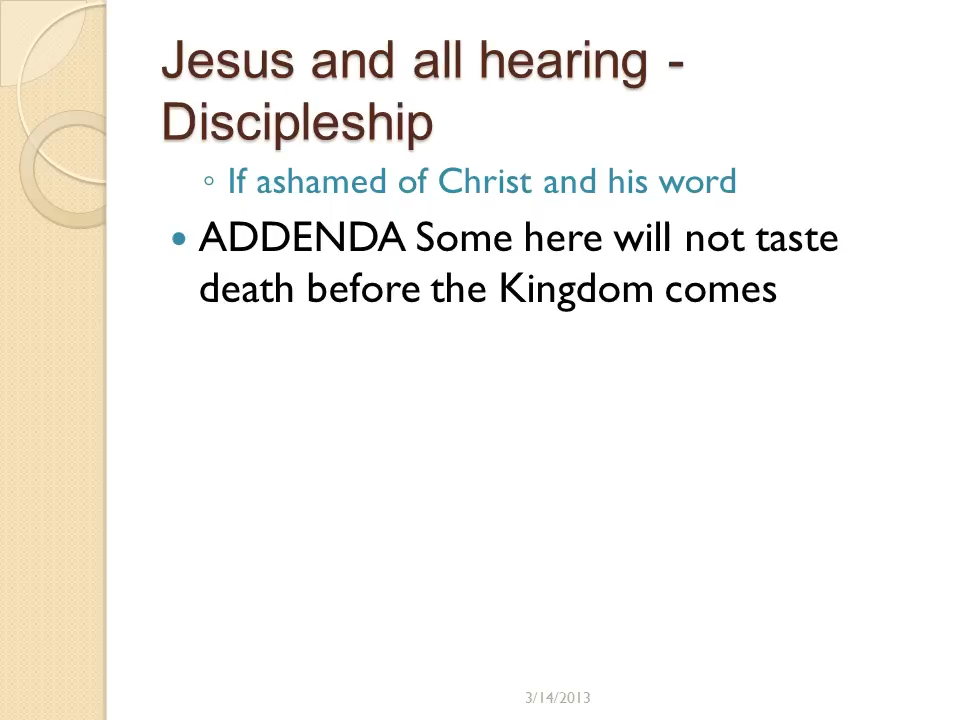 Jesus and all hearing -
Discipleship
◦ If ashamed of Christ and his word
• ADDENDA Some here will not taste
death before the Kingdom comes
3/14/2013